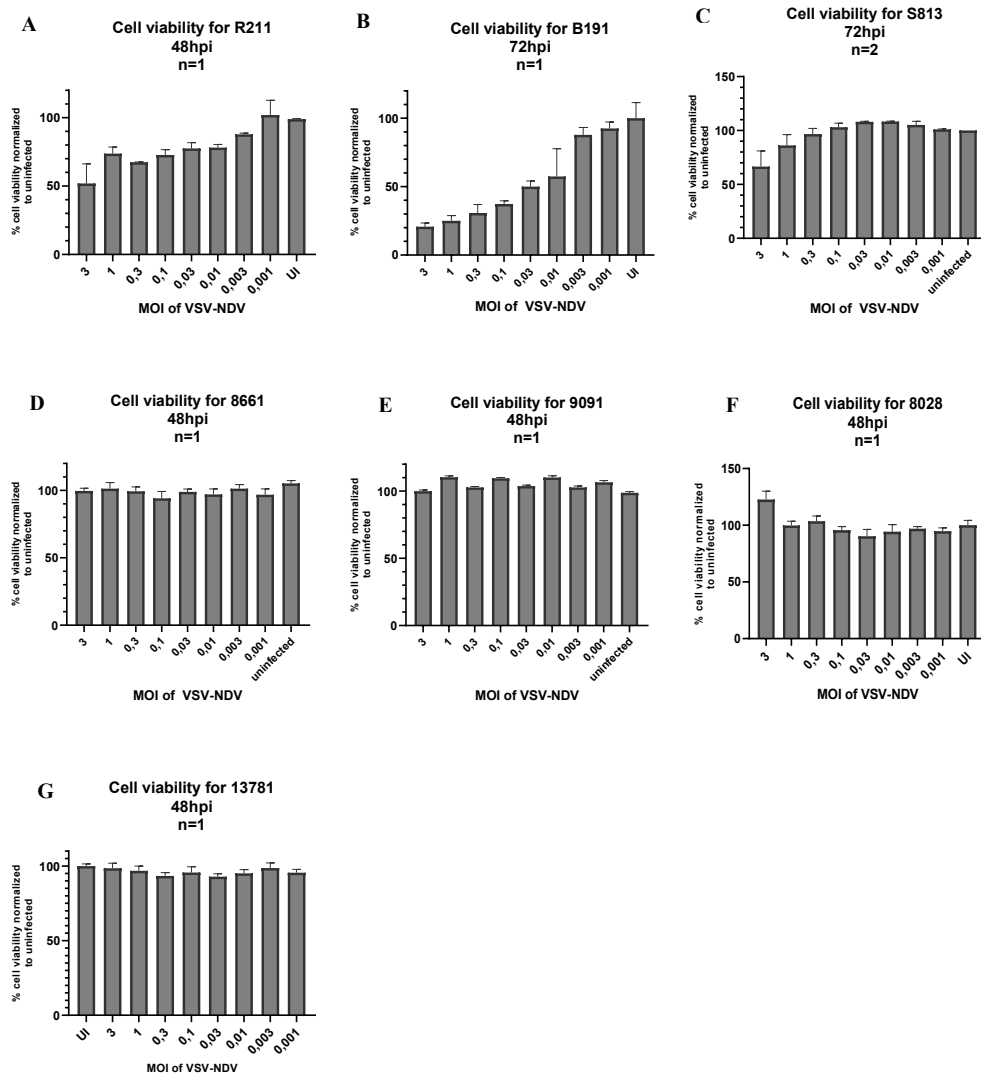 A
Cell viability for R211
48hpi
n=1
% cell viability normalized
to uninfected
100
50
0
3
1
0,3
0,1
0,03
0,01
0,003
0,001
UI
MOI of VSV-NDV
B
Cell viability for B191
72hpi
n=1
% cell viability normalized
to uninfected
100
50
0
3
1
0,3
0,1
0,03
0,01
0,003
0,001
UI
MOI of VSV-NDV
C
Cell viability for S813
72hpi
n=2
% cell viability normalized
to uninfected
150
100
50
0
3
1
0,3
0,1
0,03
0,01
0,003
0,001
uninfected
MOI of VSV-NDV
D
Cell viability for 8661
48hpi
n=1
% cell viability normalized
to uninfected
100
50
0
3
1
0,3
0,1
0,03
0,01
0,003
0,001
uninfected
MOI of VSV-NDV
E
Cell viability for 9091
48hpi
n=1
% cell viability normalized
to uninfected
100
50
0
3
1
0,3
0,1
0,03
0,01
0,003
0,001
uninfected
MOI of VSV-NDV
F
Cell viability for 8028
48hpi
n=1
% cell viability normalized
to uninfected
150
100
50
0
3
1
0,3
0,1
0,03
0,01
0,003
0,001
UI
MOI of VSV-NDV
G
Cell viability for 13781
48hpi
n=1
% cell viability normalized
to uninfected
100
50
0
UI
3
1
0,3
0,1
0,03
0,01
0,003
0,001
MOI of VSV-NDV